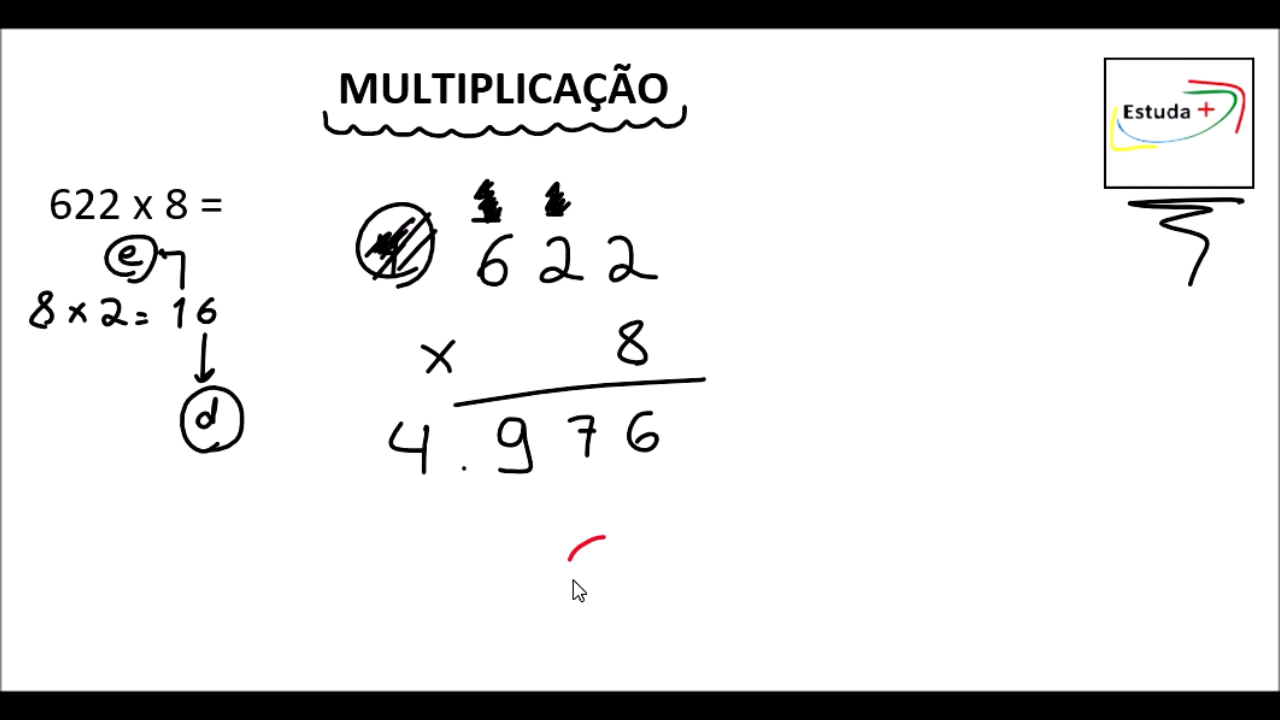 MULTIPLICAÇÃO
Estuda +
622 x 8 =
e
8 x 2 = 16
d
622
x 8
4.976